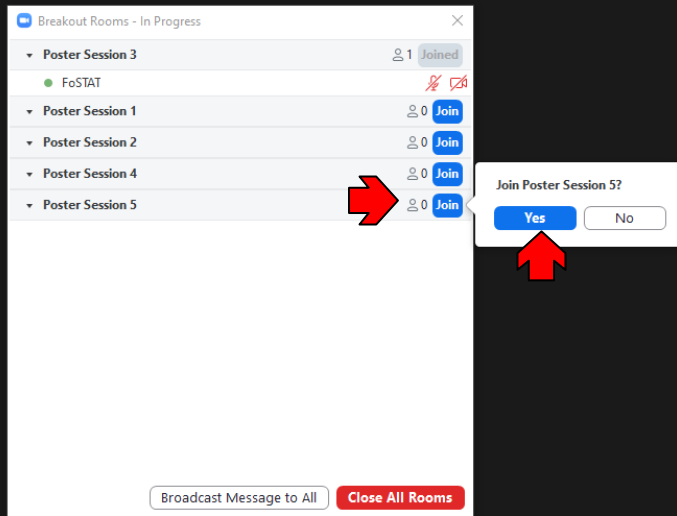 Breakout Rooms - In Progress
Poster Session 3 1 Joined
FoSTAT
Poster Session 1 0 Join
Poster Session 2 0 Join
Poster Session 4 0 Join
Poster Session 5 0 Join
Join Poster Session 5?
Yes No
Broadcast Message to All Close All Rooms